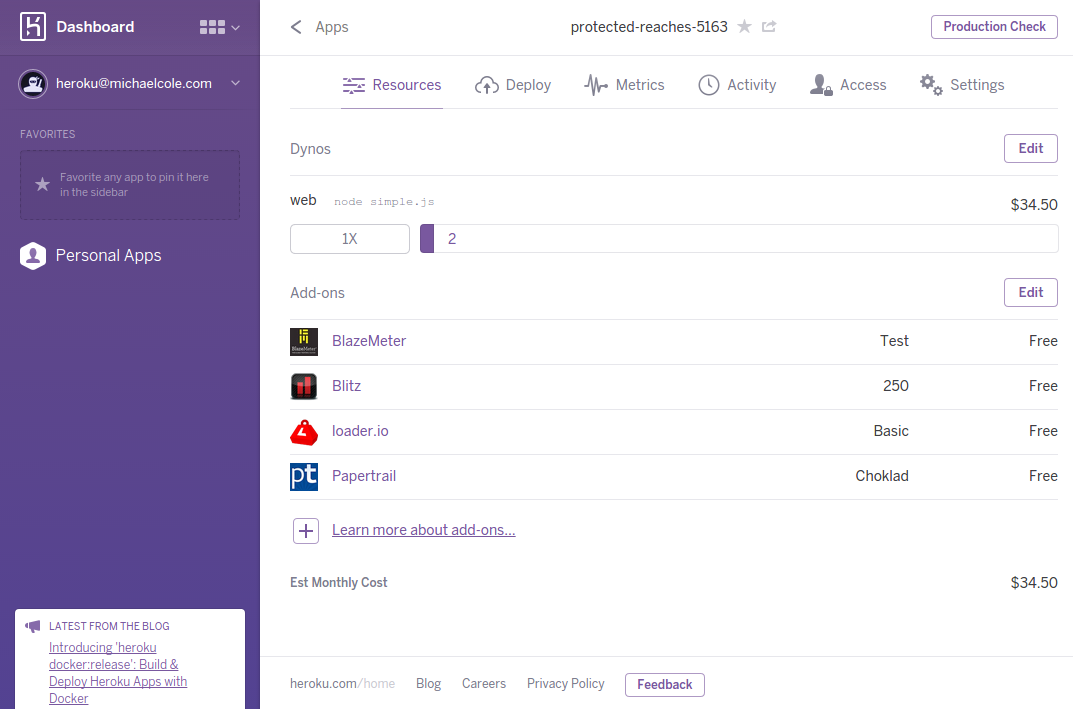 Dashboard
heroku@michaelcole.com
FAVORITES
Favorite any app to pin it here
in the sidebar
Personal Apps
LATEST FROM THE BLOG
Introducing 'heroku
docker:release': Build &
Deploy Heroku Apps with
Docker
Apps
protected-reaches-5163
Production Check
Resources
Deploy
Metrics
Activity
Access
Settings
Dynos
Edit
web node simple.js
$34.50
1X
2
Add-ons
Edit
BlazeMeter
BlazeMeter Test Free
Blitz 250 Free
loader.io Basic Free
pt
Papertrail Choklad Free
Learn more about add-ons...
Est Monthly Cost $34.50
heroku.com/home Blog Careers Privacy Policy Feedback